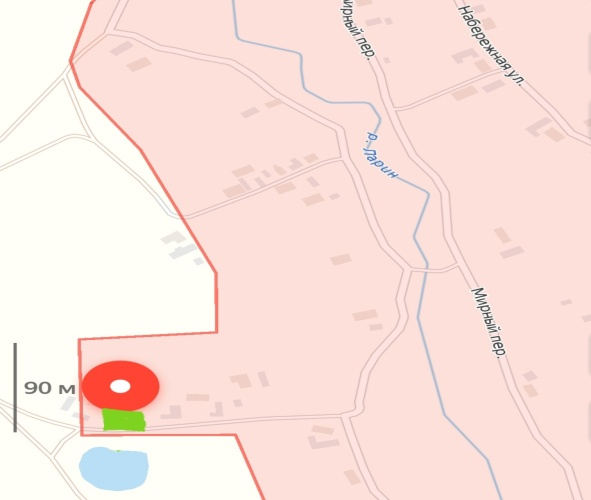 Мирный пер.
Набережная ул.
р. Ларин
Мирный пер.
90 м